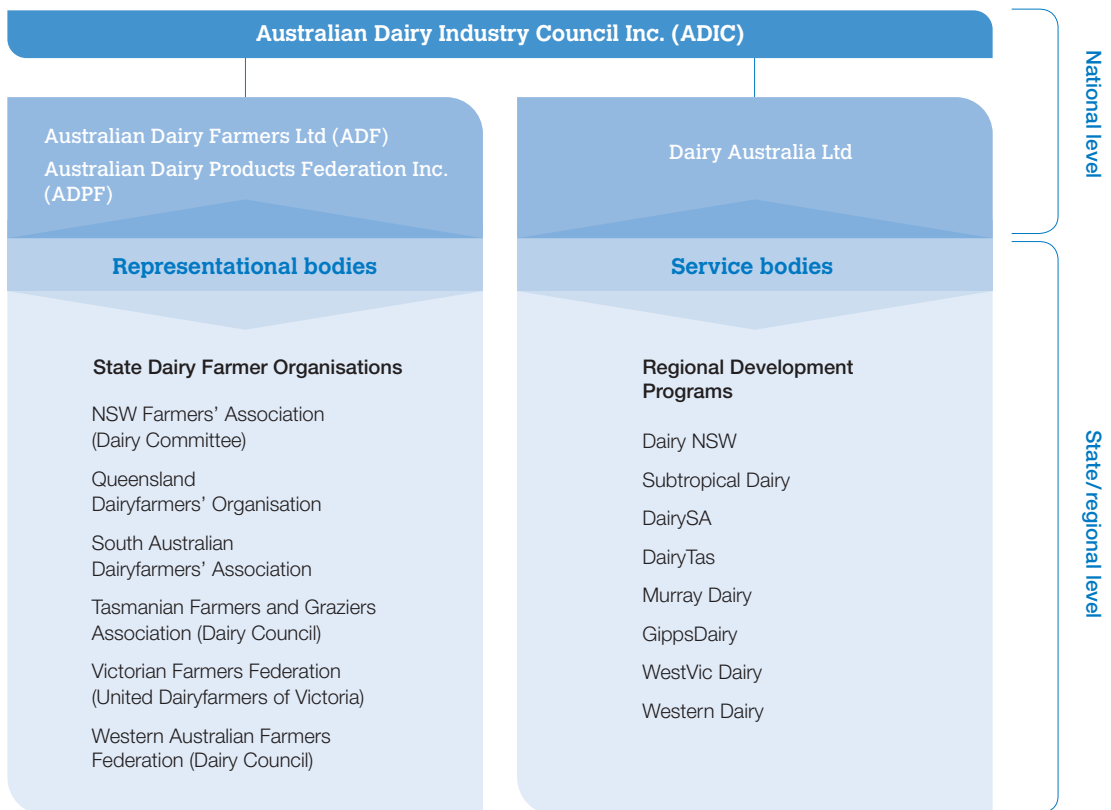 Australian Dairy Industry Council Inc. (ADIC)
National level
Australian Dairy Farmers Ltd (ADF)
Australian Dairy Products Federation Inc.
(ADPF)
Dairy Australia Ltd
Representational bodies
Service bodies
State/regional level
State Dairy Farmer Organisations
NSW Farmers’ Association
(Dairy Committee)
Queensland
Dairyfarmers’ Organisation
South Australian
Dairyfarmers’ Association
Tasmanian Farmers and Graziers
Association (Dairy Council)
Victorian Farmers Federation
(United Dairyfarmers of Victoria)
Western Australian Farmers
Federation (Dairy Council)
Regional Development
Programs
Dairy NSW
Subtropical Dairy
DairySA
DairyTas
Murray Dairy
GippsDairy
WestVic Dairy
Western Dairy